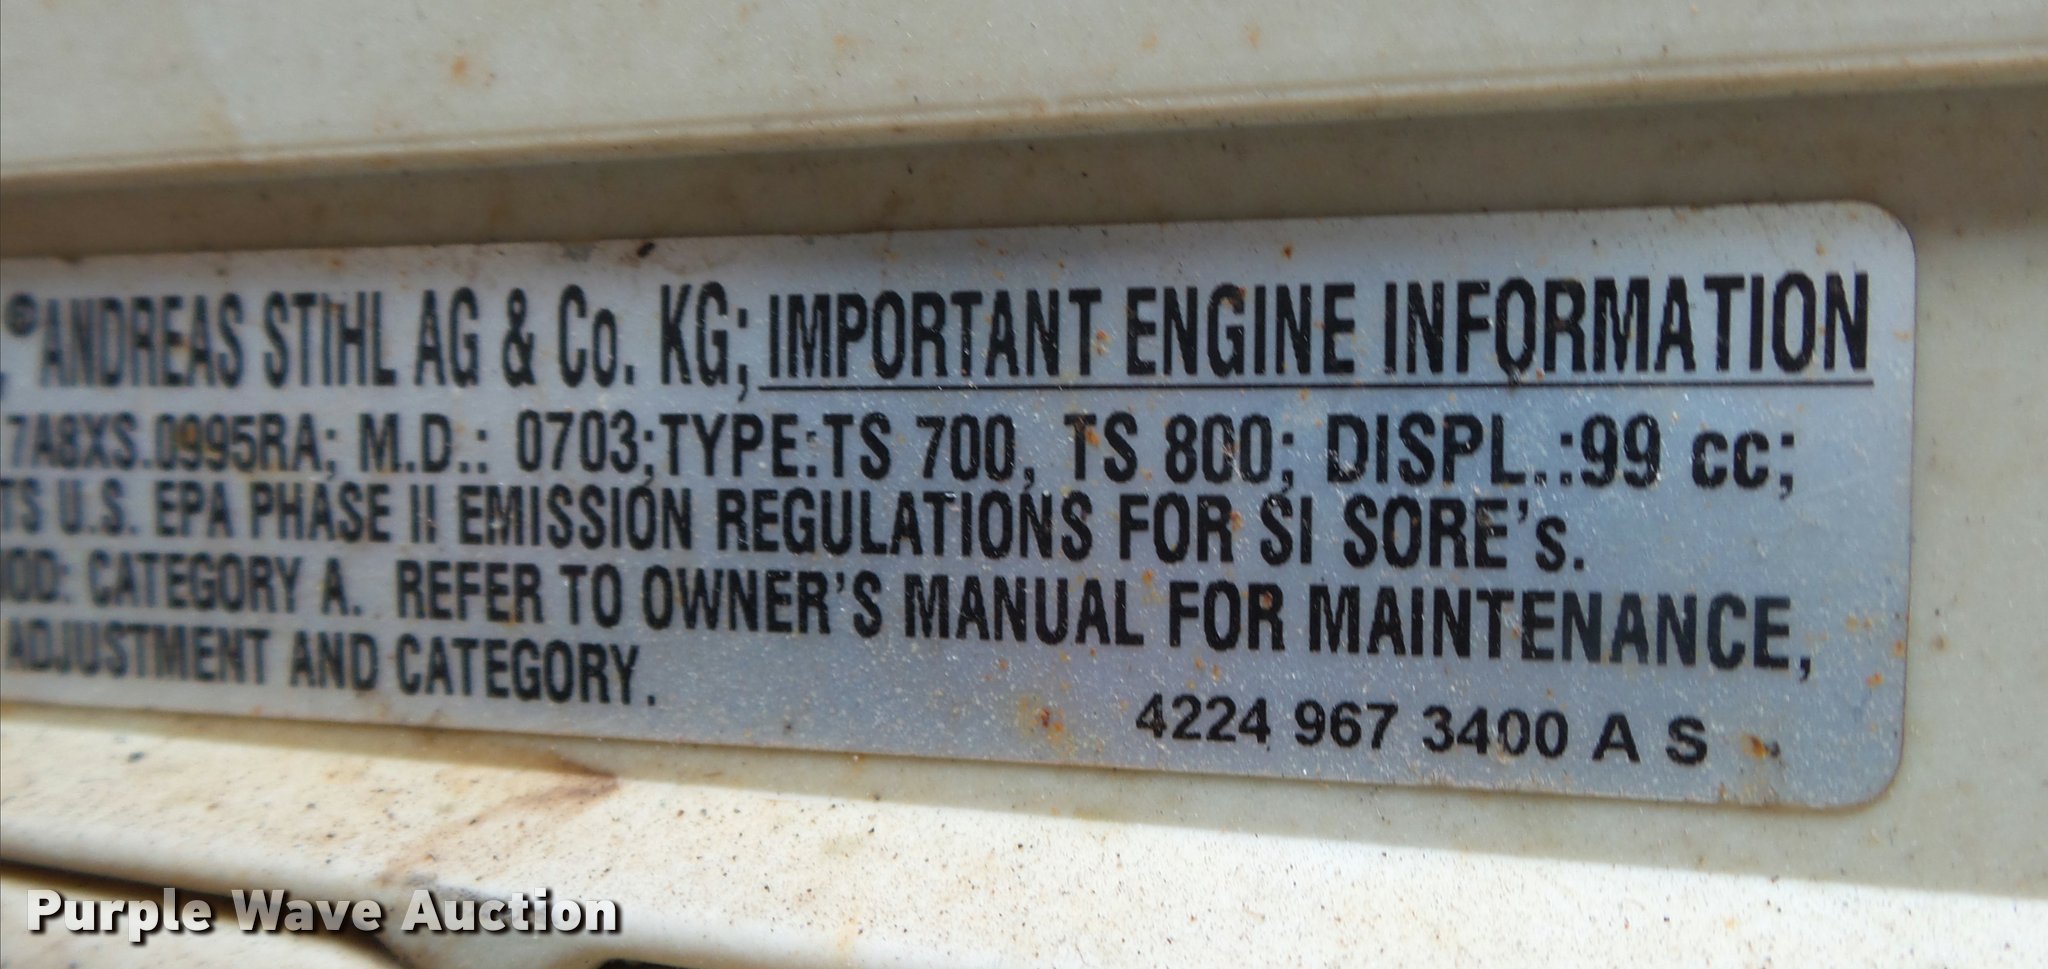 ©ANDREAS STIHL AG & Co. KG; IMPORTANT ENGINE INFORMATION
7A8XS.0995RA; M.D.: 0703;TYPE:TS 700, TS 800; DISPL.:99 cc;
TS U.S. EPA PHASE II EMISSION REGULATIONS FOR SI SORE's.
OD: CATEGORY A. REFER TO OWNER'S MANUAL FOR MAINTENANCE,
ADJUSTMENT AND CATEGORY.
4224 967 3400 A S
Purple Wave Auction